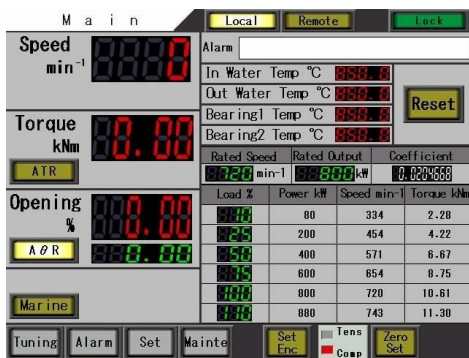 Main
Local
Remote
Lock
Speed
min⁻¹
0
Alarm
In Water Temp °C
Out Water Temp °C
Bearing1 Temp °C
Bearing2 Temp °C
Reset
Torque
kNm
0.00
ATR
Rated Speed Rated Output Coefficient
720 min-1 800 kW 0.0204668
Opening
%
0.00
AθR
0.00
Load % Power kW Speed min-1 Torque kNm
10 80 334 2.28
25 200 454 4.22
50 400 571 6.67
75 600 654 8.75
100 800 720 10.61
110 880 743 11.30
Marine
Tuning Alarm Set Mainte
Set Enc
Tens
Comp
Zero Set